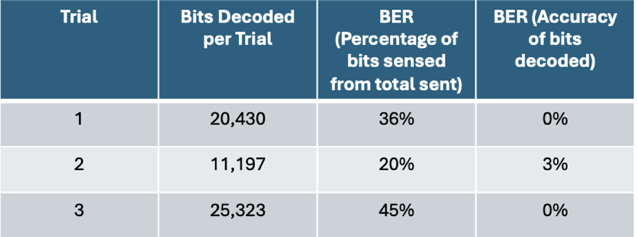 Trial
Bits Decoded
per Trial
BER
(Percentage of
bits sensed
from total sent)
BER (Accuracy
of bits
decoded)
1 20,430 36% 0%
2 11,197 20% 3%
3 25,323 45% 0%